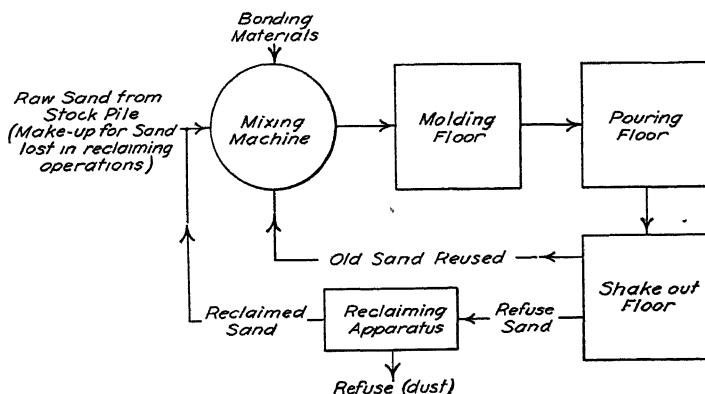 Bonding
Materials
Raw Sand from
Stock Pile
(Make-up for Sand
lost in reclaiming
operations)
Mixing
Machine
Molding
Floor
Pouring
Floor
Old Sand Reused
Shake out
Floor
Reclaimed
Sand
Reclaiming
Apparatus
Refuse
Sand
Refuse (dust)